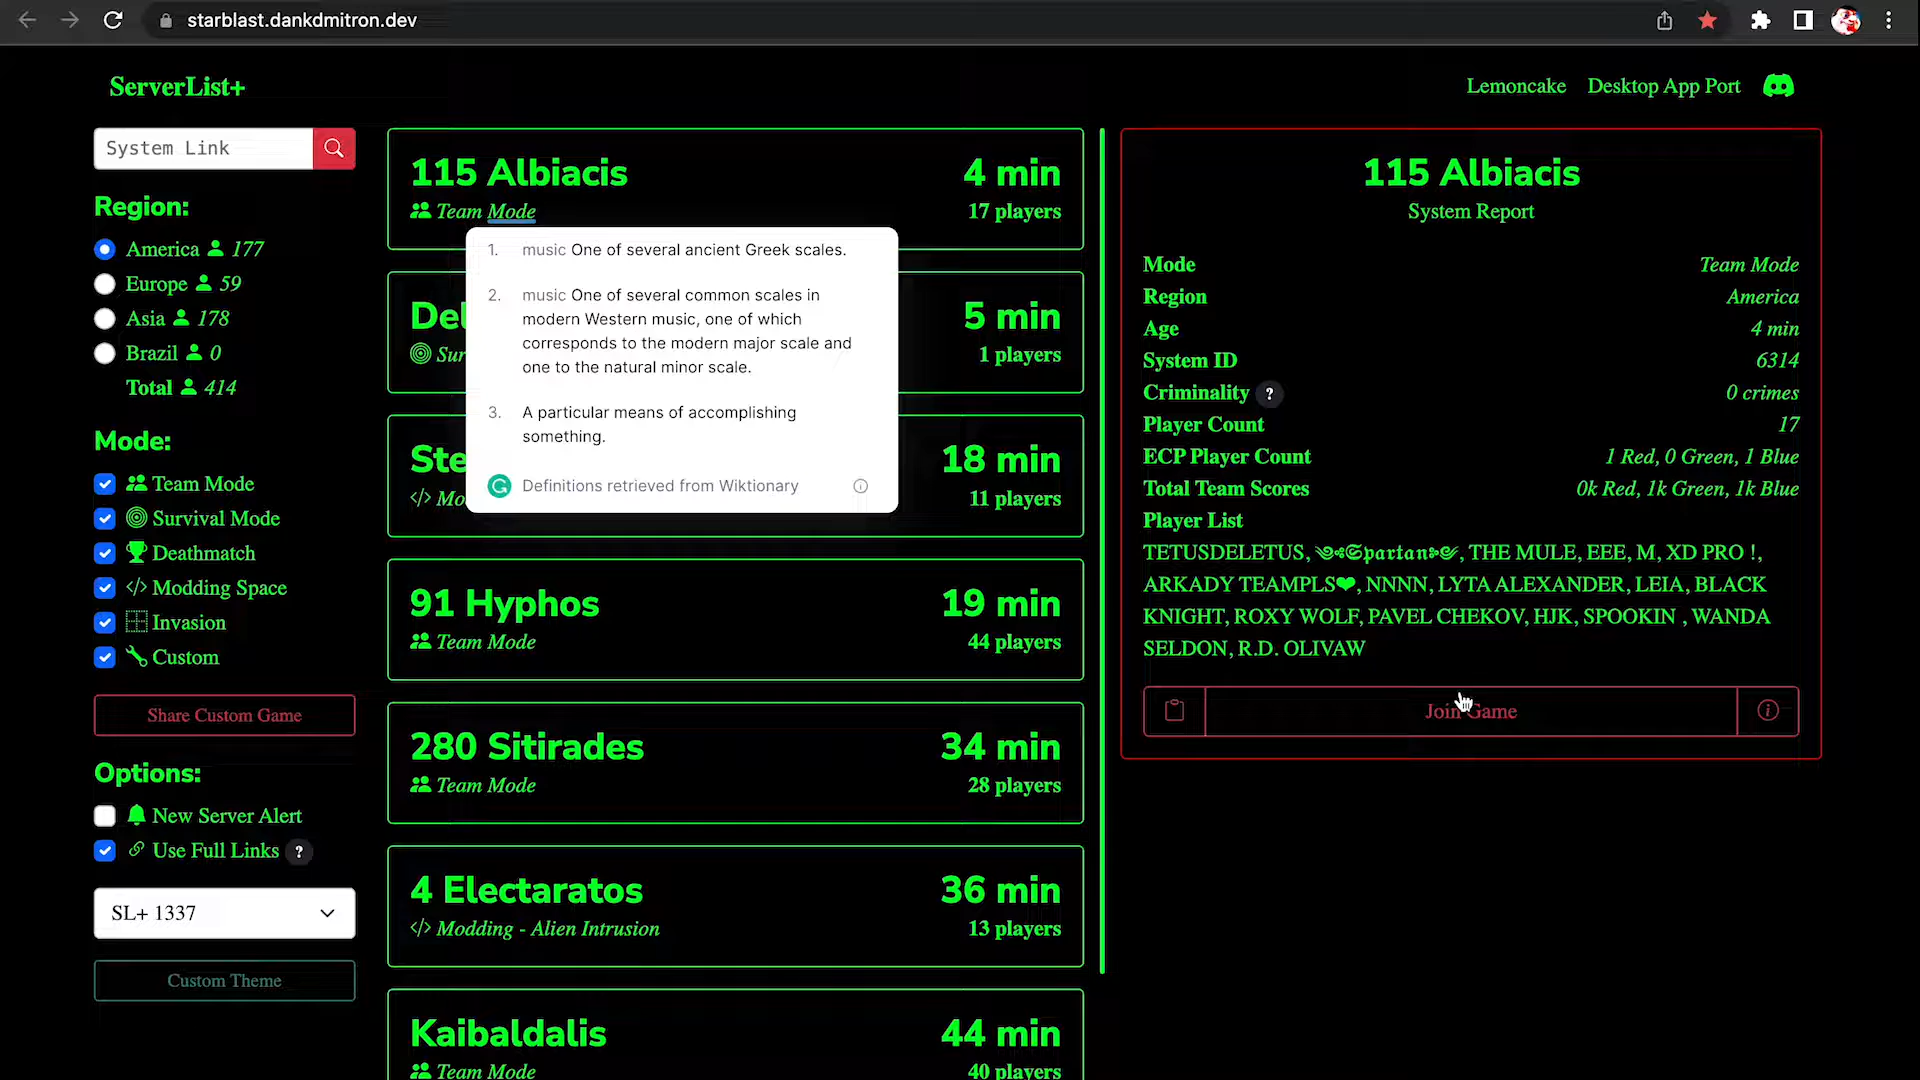 starblast.dankdmitron.dev
ServerList+
Lemoncake Desktop App Port
System Link
Region:
America 177
Europe 59
Asia 178
Brazil 0
Total 414
Mode:
Team Mode
Survival Mode
Deathmatch
Modding Space
Invasion
Custom
Share Custom Game
Options:
New Server Alert
Use Full Links ?
SL+ 1337
Custom Theme
115 Albiacis 4 min
Team Mode 17 players
1. music One of several ancient Greek scales.
2. music One of several common scales in
modern Western music, one of which
corresponds to the modern major scale and
one to the natural minor scale.
3. A particular means of accomplishing
something.
Definitions retrieved from Wiktionary
Del 5 min
Sur 1 players
Ste 18 min
</> Mo 11 players
91 Hyphos 19 min
Team Mode 44 players
280 Sitirades 34 min
Team Mode 28 players
4 Electaratos 36 min
</> Modding - Alien Intrusion 13 players
Kaibaldalis 44 min
Team Mode 40 players
115 Albiacis
System Report
Mode Team Mode
Region America
Age 4 min
System ID 6314
Criminality ? 0 crimes
Player Count 17
ECP Player Count 1 Red, 0 Green, 1 Blue
Total Team Scores 0k Red, 1k Green, 1k Blue
Player List
TETUSDELETUS, ༺𝕾𝖕𝖆𝖗𝖙𝖆𝖓༻, THE MULE, EEE, M, XD PRO !,
ARKADY TEAMPLS❤, NNNN, LYTA ALEXANDER, LEIA, BLACK
KNIGHT, ROXY WOLF, PAVEL CHEKOV, HJK, SPOOKIN , WANDA
SELDON, R.D. OLIVAW
Join Game